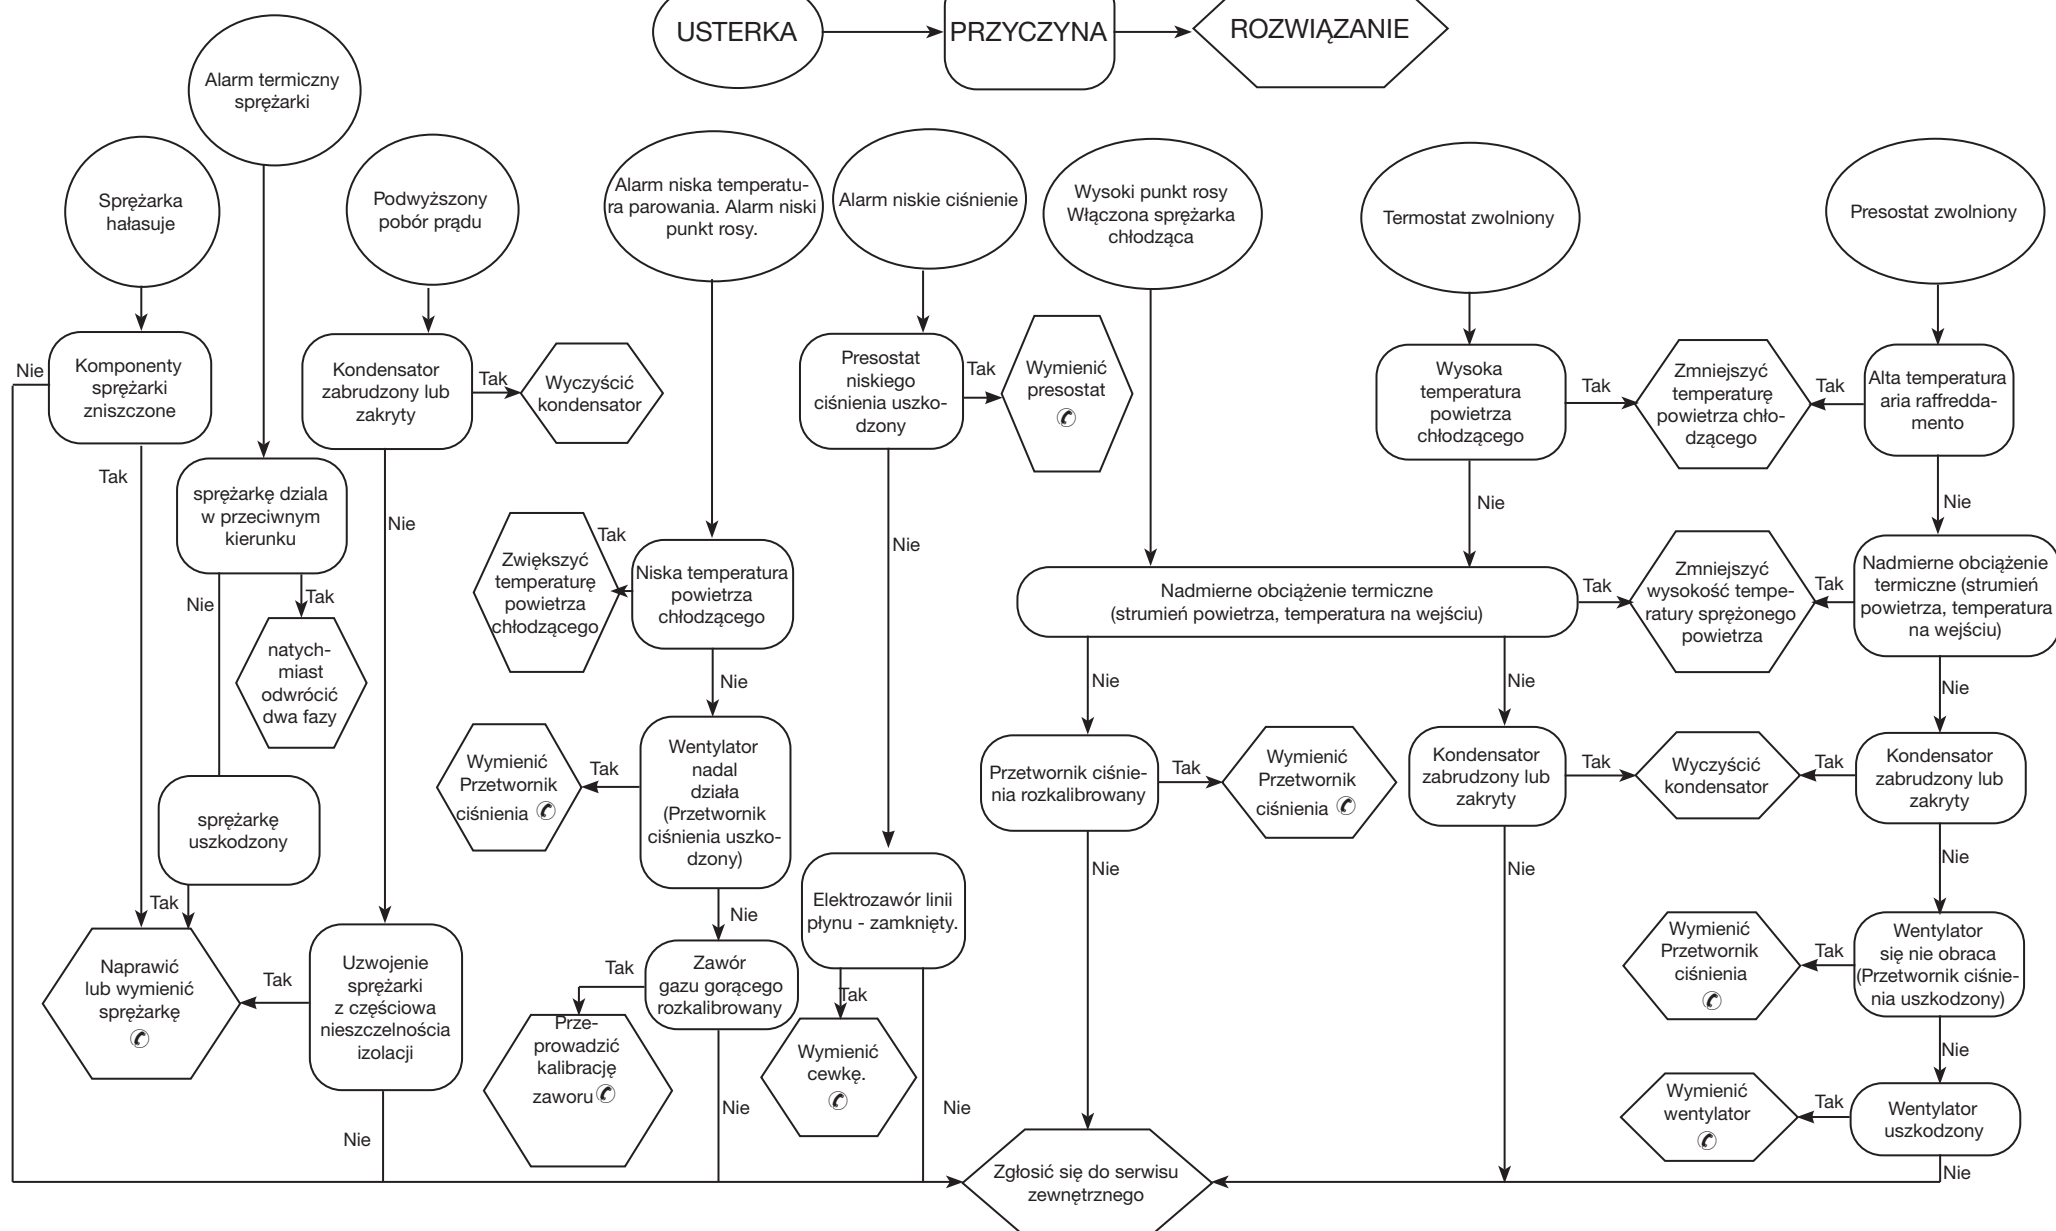 USTERKA
PRZYCZYNA
ROZWIĄZANIE
Alarm termiczny
sprężarki
Sprężarka
hałasuje
Podwyższony
pobór prądu
Alarm niska temperatu-
ra parowania. Alarm niski
punkt rosy.
Alarm niskie ciśnienie
Wysoki punkt rosy
Włączona sprężarka
chłodząca
Termostat zwolniony
Presostat zwolniony
Nie
Komponenty
sprężarki
zniszczone
Kondensator
zabrudzony lub
zakryty
Tak
Wyczyścić
kondensator
Presostat
niskiego
ciśnienia uszko-
dzony
Tak
Wymienić
presostat
Wysoka
temperatura
powietrza
chłodzącego
Tak
Zmniejszyć
temperaturę
powietrza chło-
dzącego
Tak
Alta temperatura
aria raffredda-
mento
Tak
sprężarkę dziala
w przeciwnym
kierunku
Nie
Nie
Nie
Nie
Zwiększyć
temperaturę
powietrza
chłodzącego
Tak
Niska temperatura
powietrza
chłodzącego
Nadmierne obciążenie termiczne
(strumień powietrza, temperatura na wejściu)
Tak
Zmniejszyć
wysokość tempe-
ratury sprężonego
powietrza
Tak
Nadmierne obciążenie
termiczne (strumień
powietrza, temperatura
na wejściu)
Nie
Tak
natych-
miast
odwrócić
dwa fazy
Nie
Nie
Nie
Nie
Wymienić
Przetwornik
ciśnienia
Tak
Wentylator
nadal
działa
(Przetwornik
ciśnienia uszko-
dzony)
Przetwornik ciśnie-
nia rozkalibrowany
Tak
Wymienić
Przetwornik
ciśnienia
Kondensator
zabrudzony lub
zakryty
Tak
Wyczyścić
kondensator
Tak
Kondensator
zabrudzony lub
zakryty
sprężarkę
uszkodzony
Nie
Nie
Nie
Tak
Nie
Elektrozawór linii
płynu - zamknięty.
Wymienić
Przetwornik
ciśnienia
Tak
Wentylator
się nie obraca
(Przetwornik ciśnie-
nia uszkodzony)
Naprawić
lub wymienić
sprężarkę
Tak
Uzwojenie
sprężarki
z częściowa
nieszczelnościa
izolacji
Tak
Zawór
gazu gorącego
rozkalibrowany
Tak
Prze-
prowadzić
kalibrację
zaworu
Wymienić
cewkę.
Nie
Wymienić
wentylator
Tak
Wentylator
uszkodzony
Nie
Nie
Nie
Zgłosić się do serwisu
zewnętrznego
Nie